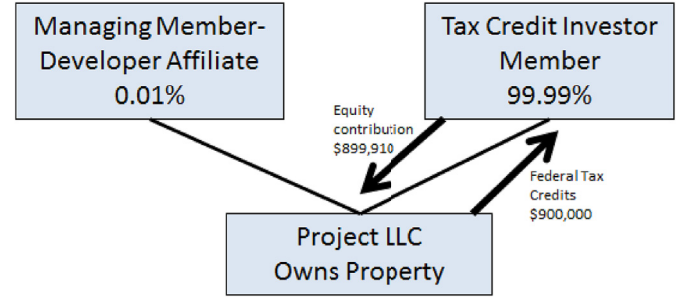 Managing Member-
Developer Affiliate
0.01%
Tax Credit Investor
Member
99.99%
Equity
contribution
$899,910
Federal Tax
Credits
$900,000
Project LLC
Owns Property